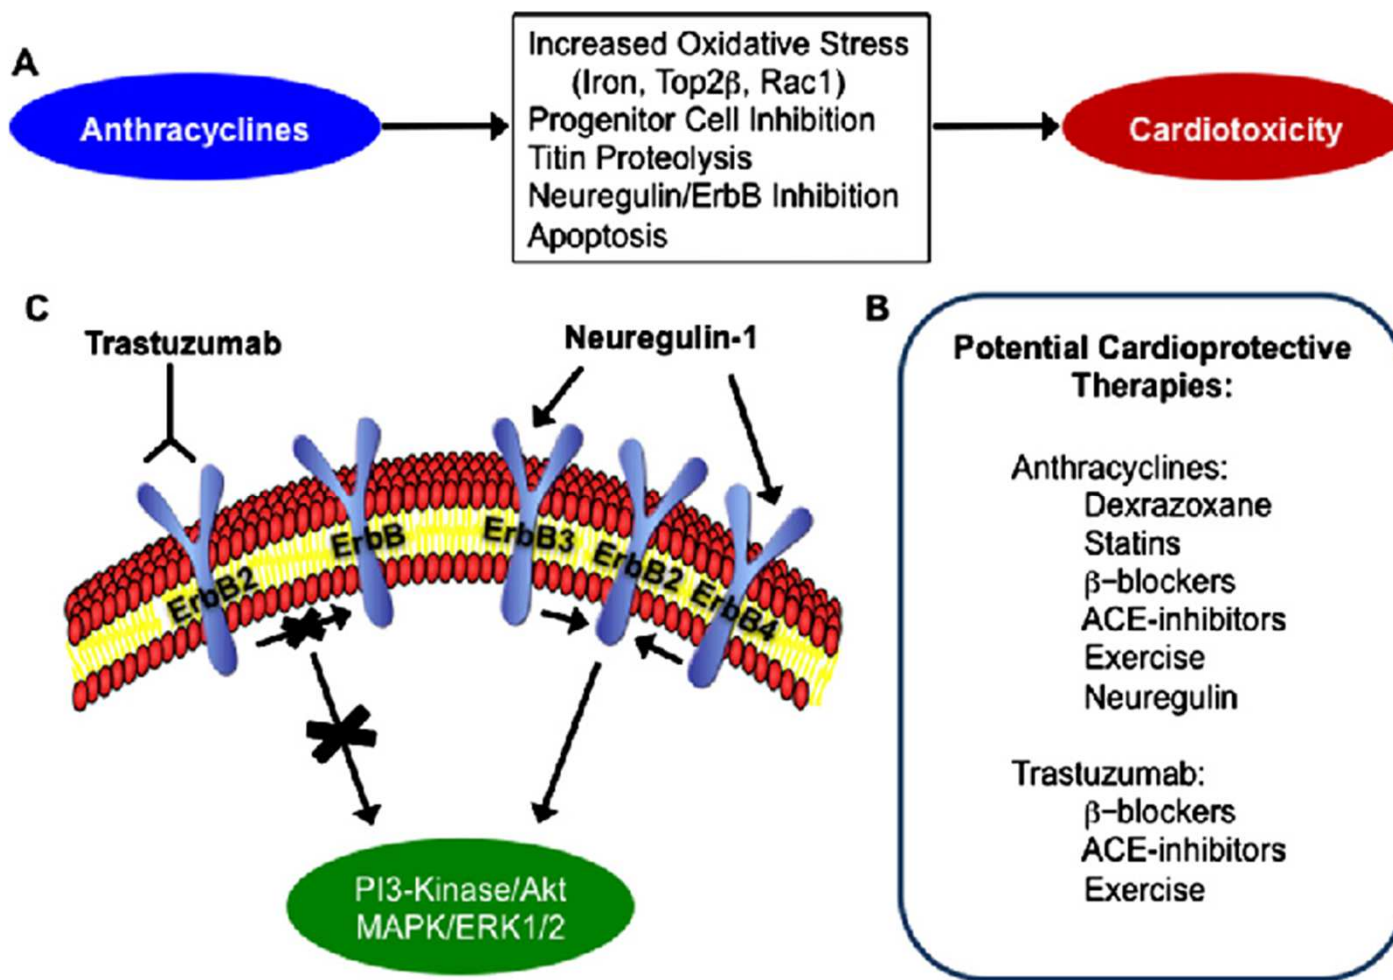 A
Anthracyclines
Increased Oxidative Stress
(Iron, Top2β, Rac1)
Progenitor Cell Inhibition
Titin Proteolysis
Neuregulin/ErbB Inhibition
Apoptosis
Cardiotoxicity
C
Trastuzumab
Neuregulin-1
ErbB2
ErbB
ErbB3
ErbB2
ErbB4
PI3-Kinase/Akt
MAPK/ERK1/2
B
Potential Cardioprotective
Therapies:
Anthracyclines:
Dexrazoxane
Statins
β-blockers
ACE-inhibitors
Exercise
Neuregulin
Trastuzumab:
β-blockers
ACE-inhibitors
Exercise